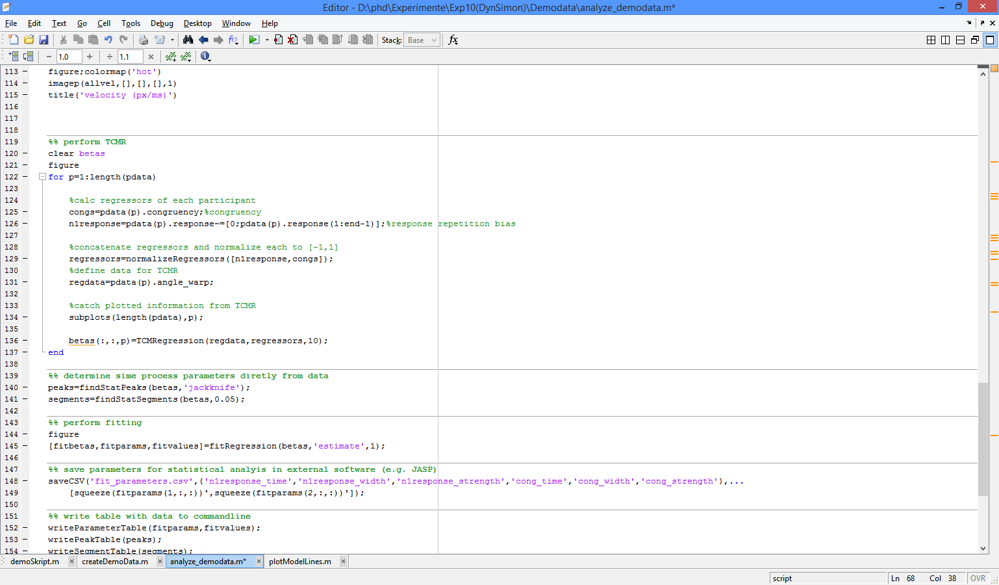 Editor - D:\phd\Experimente\Exp10(DynSimon)\Demodata\analyze_demodata.m*
File Edit Text Go Cell Tools Debug Desktop Window Help
Stack: Base fx
1.0 1.1
113 figure;colormap('hot')
114 imagep(allvel,[],[],[],1)
115 title('velocity (px/ms)')
116
117
118
119 %% perform TCMR
120 clear betas
121 figure
122 for p=1:length(pdata)
123
124 %calc regressors of each participant
125 congs=pdata(p).congruency;%congruency
126 n1response=pdata(p).response~=[0;pdata(p).response(1:end-1)];%response repetition bias
127
128 %concatenate regressors and normalize each to [-1,1]
129 regressors=normalizeRegressors([n1response,congs]);
130 %define data for TCMR
131 regdata=pdata(p).angle_warp;
132
133 %catch plotted information from TCMR
134 subplots(length(pdata),p);
135
136 betas(:,:,p)=TCMRegression(regdata,regressors,10);
137 end
138
139 %% determine sime process parameters diretly from data
140 peaks=findStatPeaks(betas,'jackknife');
141 segments=findStatSegments(betas,0.05);
142
143 %% perform fitting
144 figure
145 [fitbetas,fitparams,fitvalues]=fitRegression(betas,'estimate',1);
146
147 %% save parameters for statistical analyis in external software (e.g. JASP)
148 saveCSV('fit_parameters.csv',{'n1response_time','n1response_width','n1response_strength','cong_time','cong_width','cong_strength'},...
149 [squeeze(fitparams(1,:,:))',squeeze(fitparams(2,:,:))']);
150
151 %% write table with data to commandline
152 writeParameterTable(fitparams,fitvalues);
153 writePeakTable(peaks);
154 writeSegmentTable(segments);
demoSkript.m createDemoData.m analyze_demodata.m* plotModelLines.m
script Ln 68 Col 38 OVR